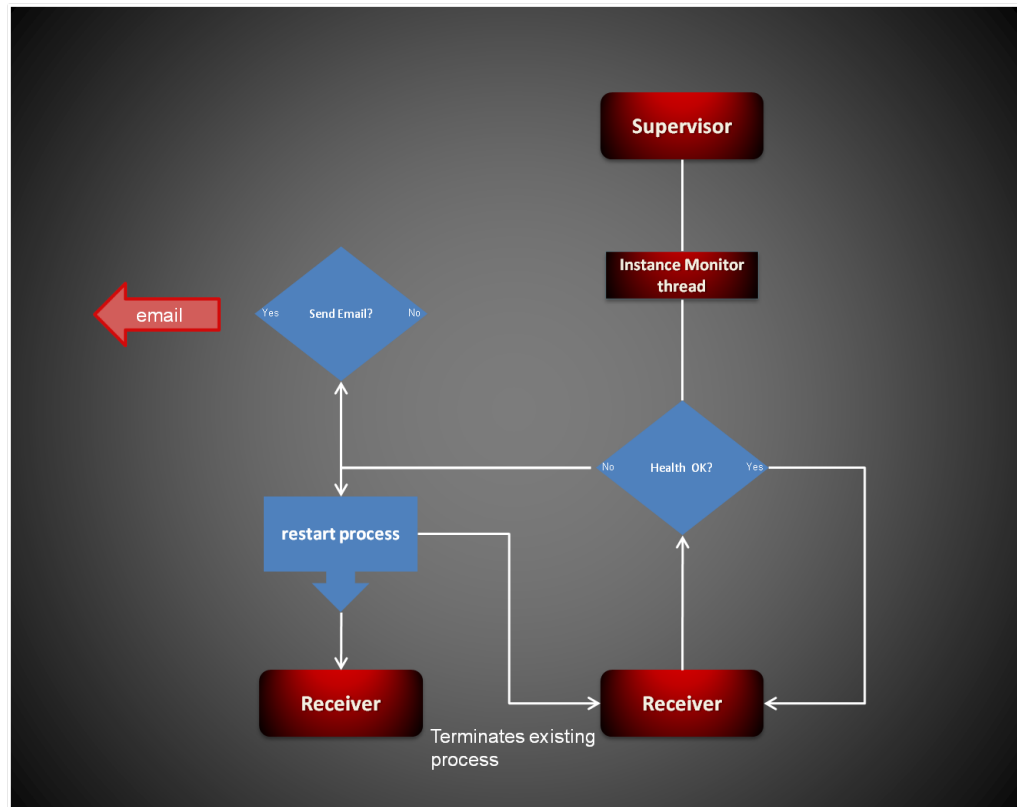 Supervisor
Instance Monitor
thread
email
Yes
Send Email?
No
No
Health OK?
Yes
restart process
Receiver
Receiver
Terminates existing
process